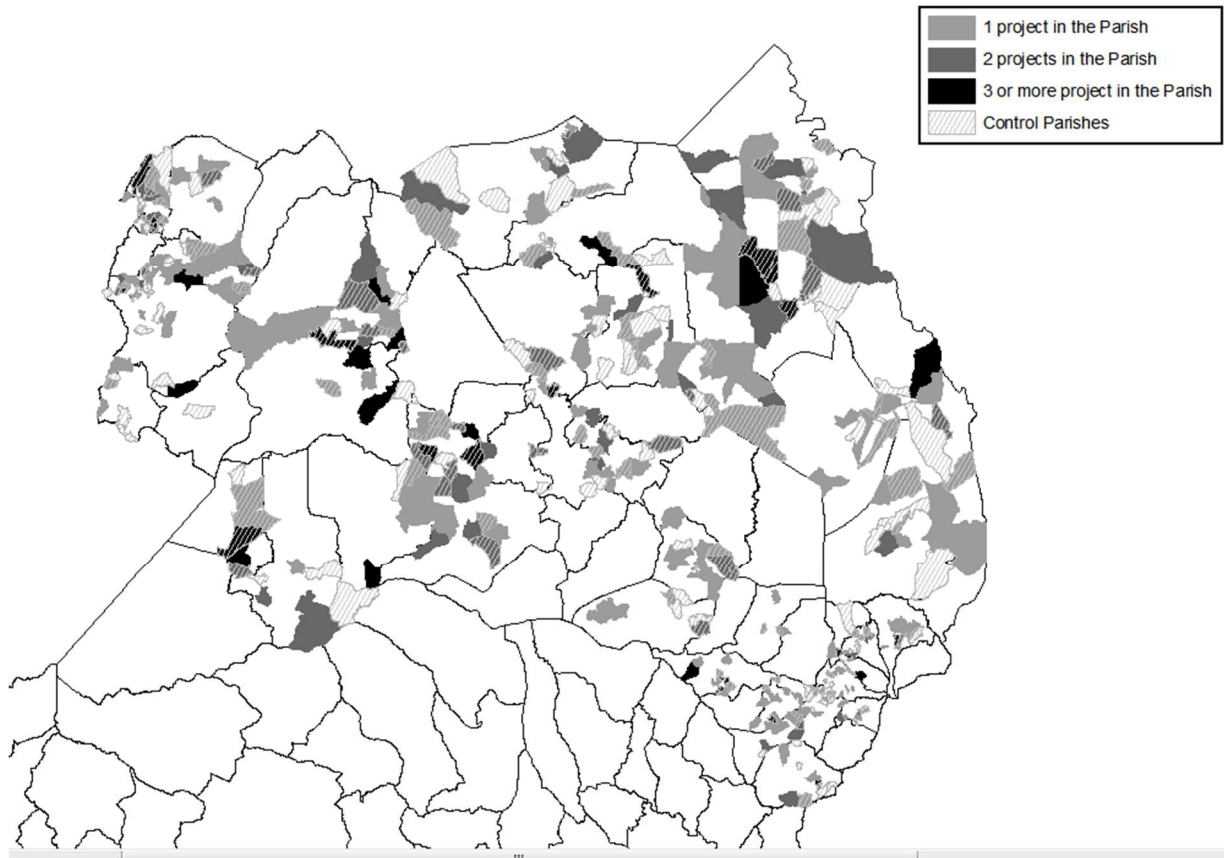 1 project in the Parish
2 projects in the Parish
3 or more project in the Parish
Control Parishes